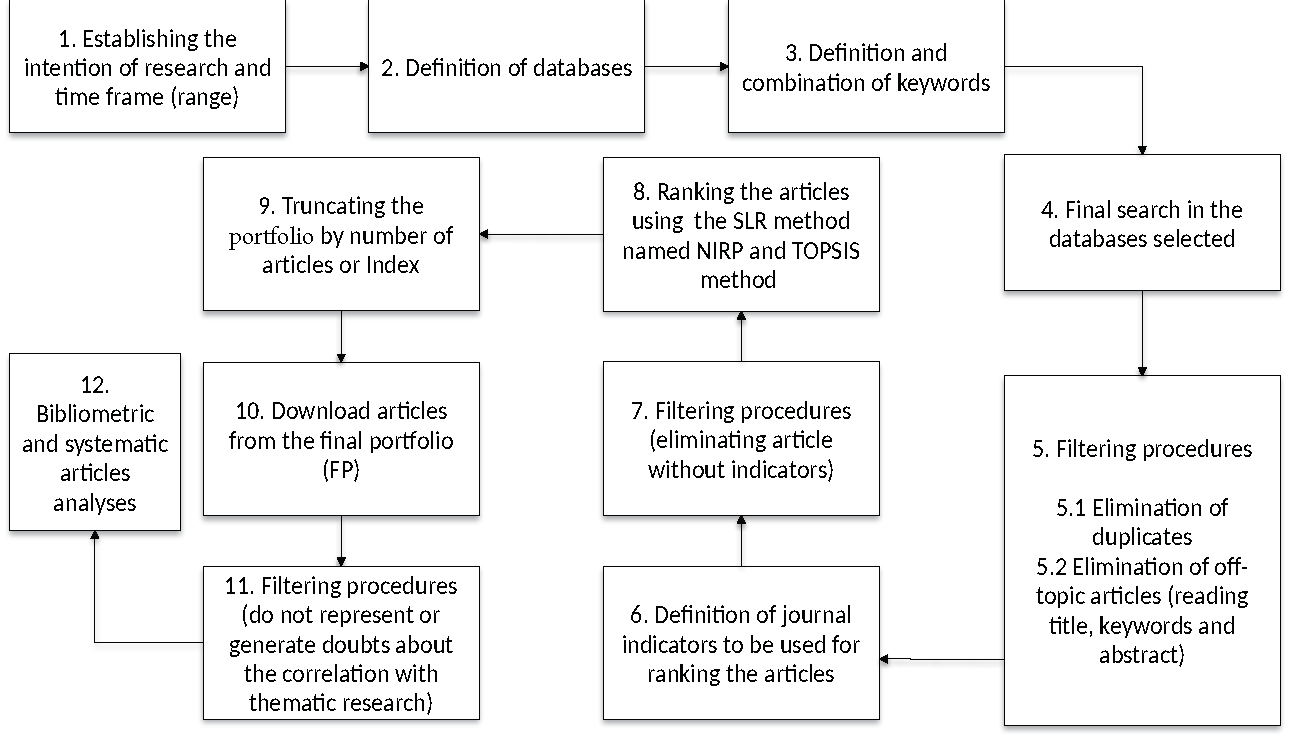 1. Establishing the
intention of research and
time frame (range)
2. Definition of databases
3. Definition and
combination of keywords
4. Final search in the
databases selected
5. Filtering procedures
5.1 Elimination of
duplicates
5.2 Elimination of off-
topic articles (reading
title, keywords and
abstract)
6. Definition of journal
indicators to be used for
ranking the articles
7. Filtering procedures
(eliminating article
without indicators)
8. Ranking the articles
using the SLR method
named NIRP and TOPSIS
method
9. Truncating the
portfolio by number of
articles or Index
10. Download articles
from the final portfolio
(FP)
11. Filtering procedures
(do not represent or
generate doubts about
the correlation with
thematic research)
12.
Bibliometric
and systematic
articles
analyses